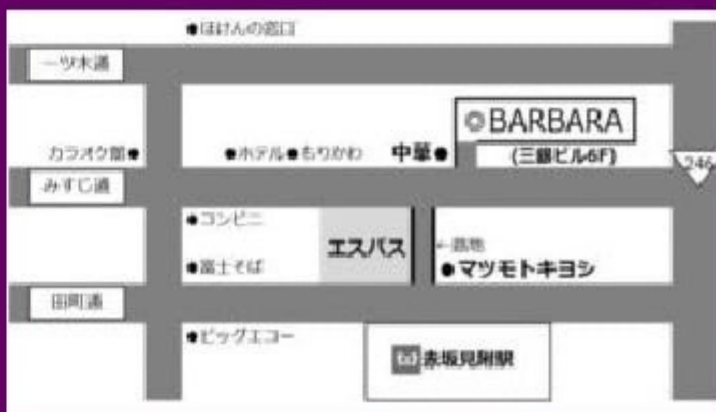 ●ほけんの窓口
一ツ木通
◎BARBARA
カラオケ館●
●ホテル●もりかわ
中華●
(三銀ビル6F)
246
みすじ通
●コンビニ
エスパス
←路地
●富士そば
●マツモトキヨシ
田町通
●ビッグエコー
赤坂見附駅